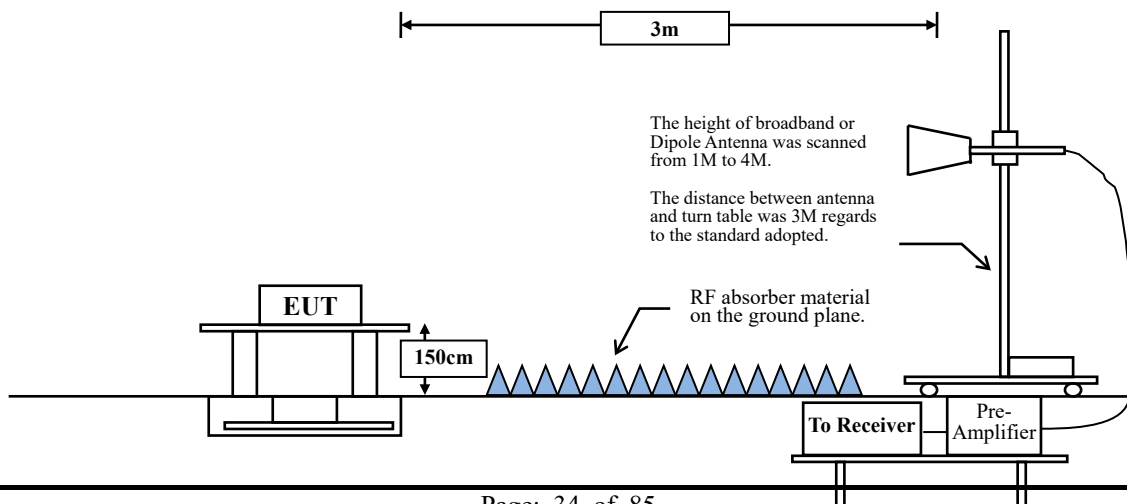 3m
The height of broadband or
Dipole Antenna was scanned
from 1M to 4M.
The distance between antenna
and turn table was 3M regards
to the standard adopted.
EUT
RF absorber material
on the ground plane.
150cm
To Receiver
Pre-
Amplifier
Page: 34 of 85